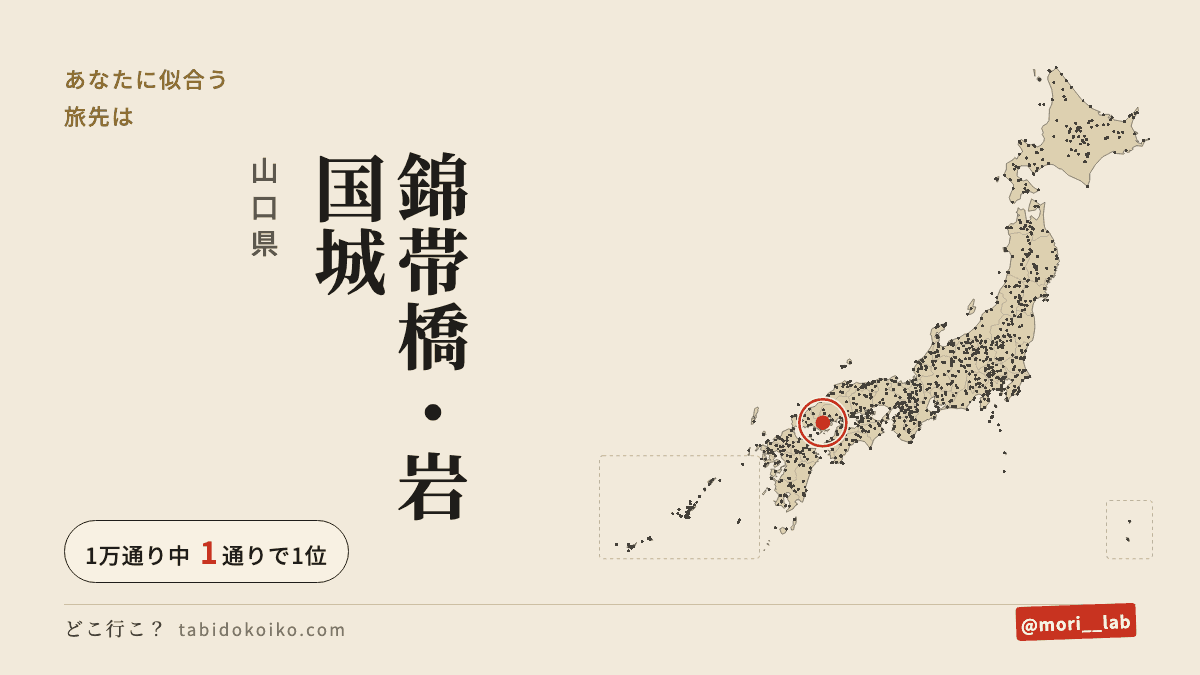 あなたに似合う
旅先は
錦帯橋・岩
国城
山口県
1万通り中 1通りで1位
どこ行こ？ tabidokoiko.com
@mori__lab